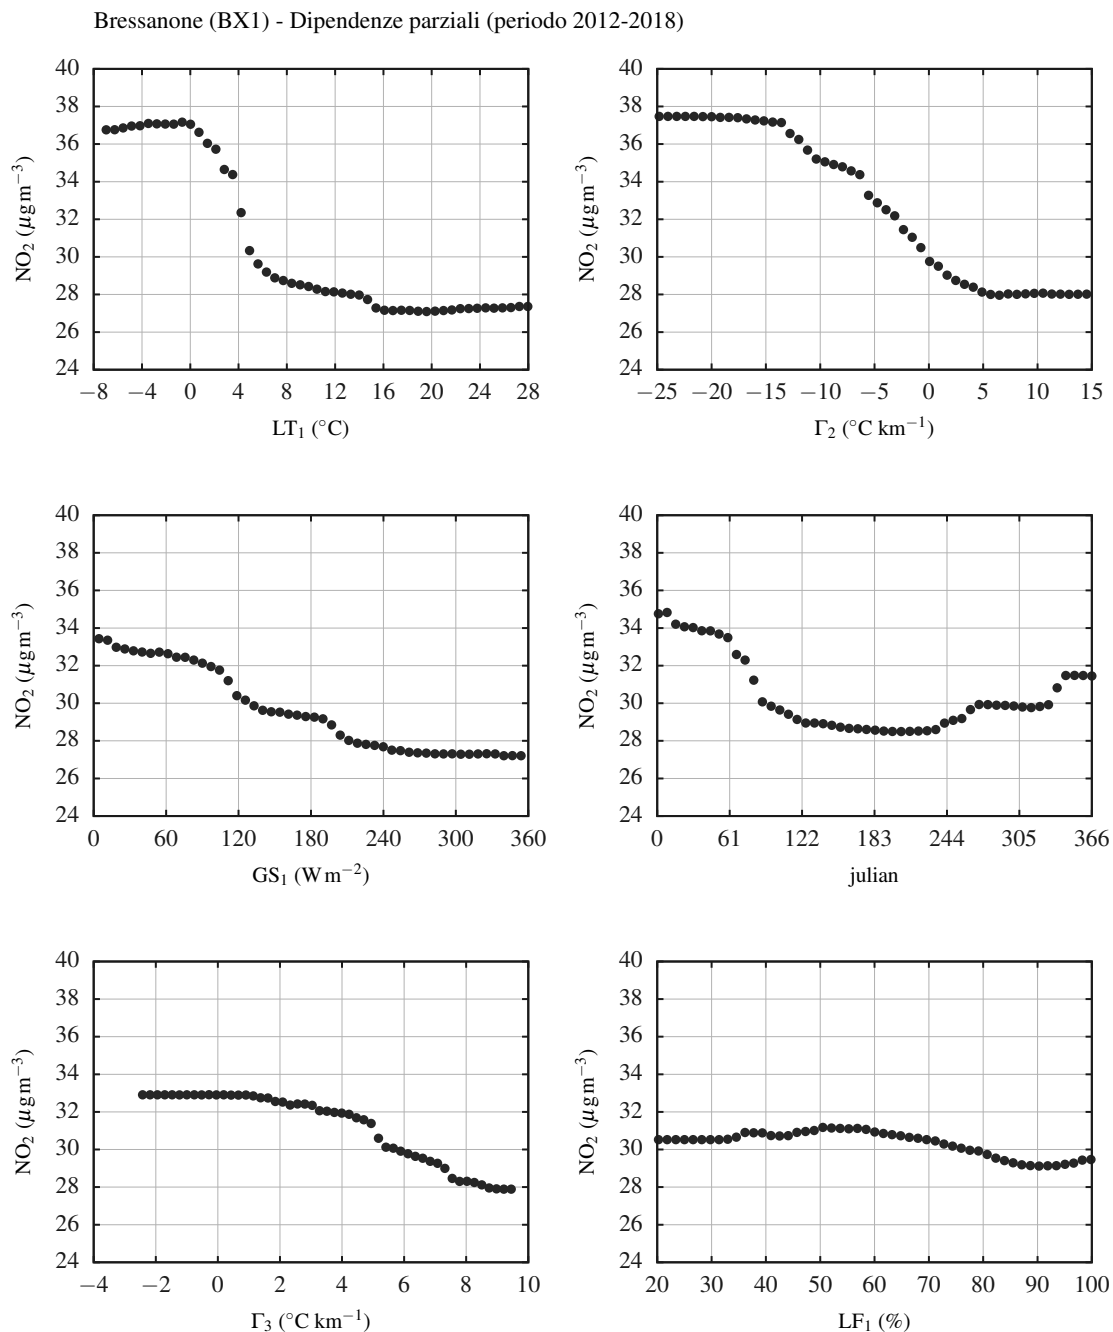 Bressanone (BX1) - Dipendenze parziali (periodo 2012-2018)
40
38
36
34
32
30
28
26
24
NO₂ (µgm⁻³)
−8 −4 0 4 8 12 16 20 24 28
LT₁ (°C)
40
38
36
34
32
30
28
26
24
NO₂ (µgm⁻³)
−25 −20 −15 −10 −5 0 5 10 15
Γ₂ (°C km⁻¹)
40
38
36
34
32
30
28
26
24
NO₂ (µgm⁻³)
0 60 120 180 240 300 360
GS₁ (Wm⁻²)
40
38
36
34
32
30
28
26
24
NO₂ (µgm⁻³)
0 61 122 183 244 305 366
julian
40
38
36
34
32
30
28
26
24
NO₂ (µgm⁻³)
−4 −2 0 2 4 6 8 10
Γ₃ (°C km⁻¹)
40
38
36
34
32
30
28
26
24
NO₂ (µgm⁻³)
20 30 40 50 60 70 80 90 100
LF₁ (%)